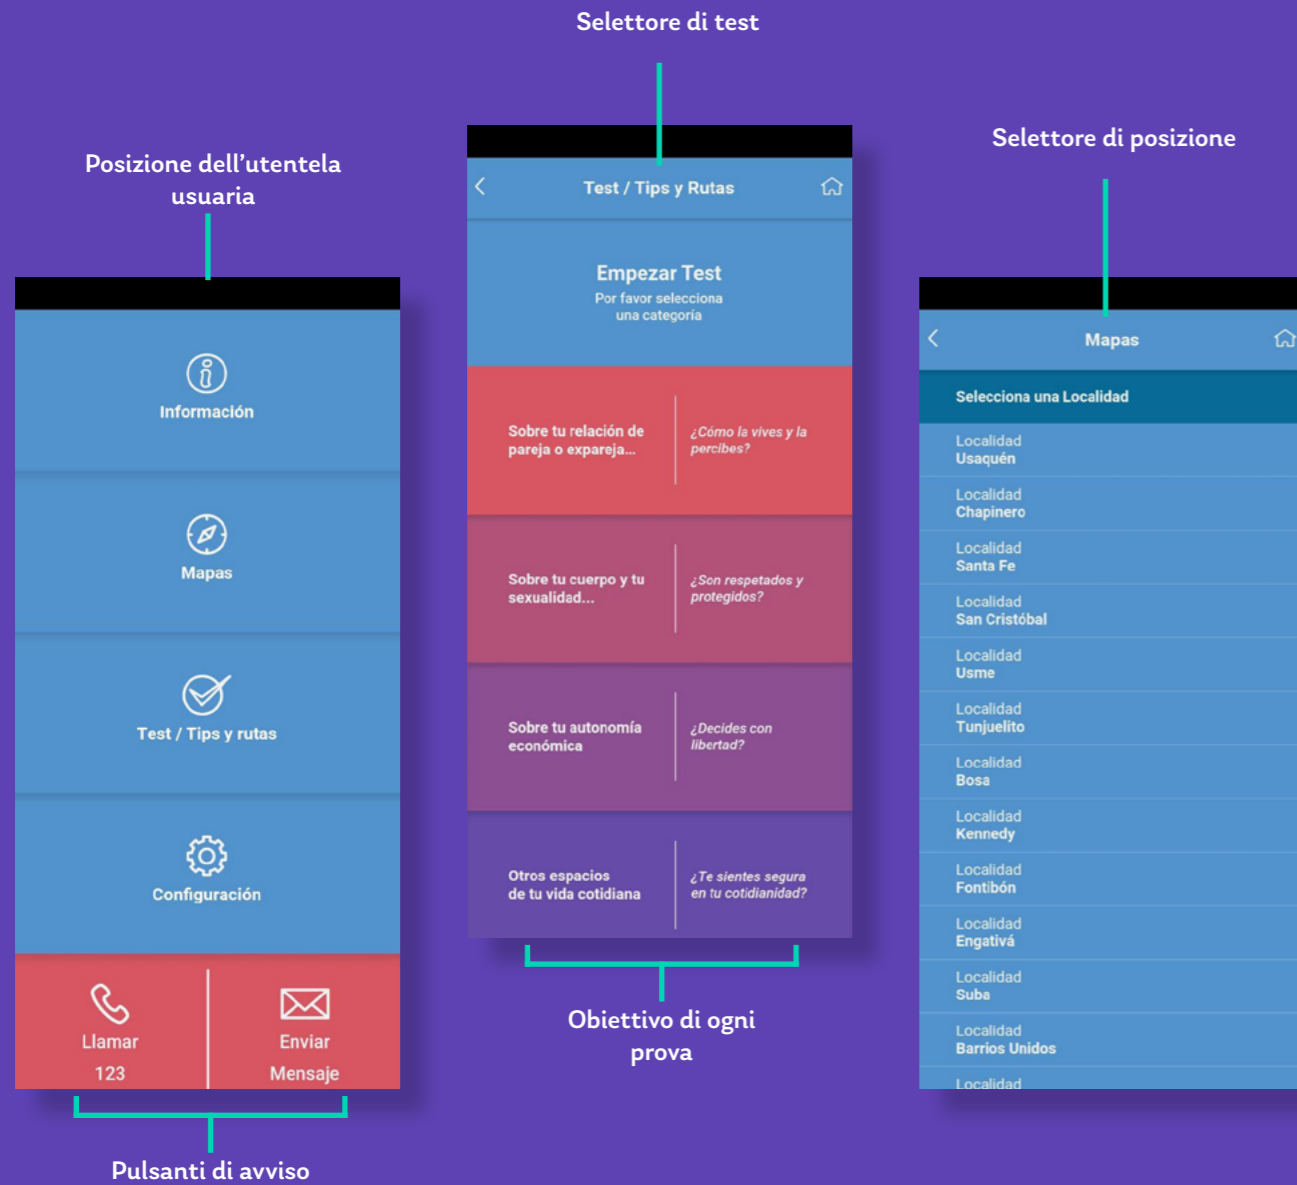 Selettore di test
Posizione dell'utentela
usuaria
Selettore di posizione
Información
Mapas
Test / Tips y rutas
Configuración
Llamar
123
Enviar
Mensaje
Pulsanti di avviso
Test / Tips y Rutas
Empezar Test
Por favor selecciona
una categoría
Sobre tu relación de
pareja o expareja...
¿Cómo la vives y la
percibes?
Sobre tu cuerpo y tu
sexualidad...
¿Son respetados y
protegidos?
Sobre tu autonomía
económica
¿Decides con
libertad?
Otros espacios
de tu vida cotidiana
¿Te sientes segura
en tu cotidianidad?
Obiettivo di ogni
prova
Mapas
Selecciona una Localidad
Localidad
Usaquén
Localidad
Chapinero
Localidad
Santa Fe
Localidad
San Cristóbal
Localidad
Usme
Localidad
Tunjuelito
Localidad
Bosa
Localidad
Kennedy
Localidad
Fontibón
Localidad
Engativá
Localidad
Suba
Localidad
Barrios Unidos
Localidad